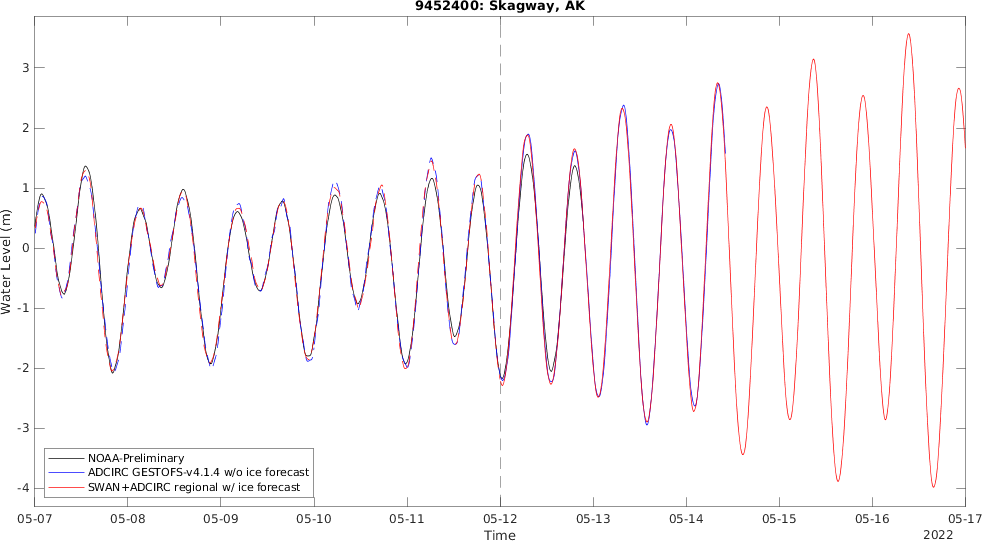 9452400: Skagway, AK
Water Level (m)
3
2
1
0
-1
-2
-3
-4
NOAA-Preliminary
ADCIRC GESTOFS-v4.1.4 w/o ice forecast
SWAN+ADCIRC regional w/ ice forecast
05-07 05-08 05-09 05-10 05-11 05-12 05-13 05-14 05-15 05-16 05-17
Time
2022